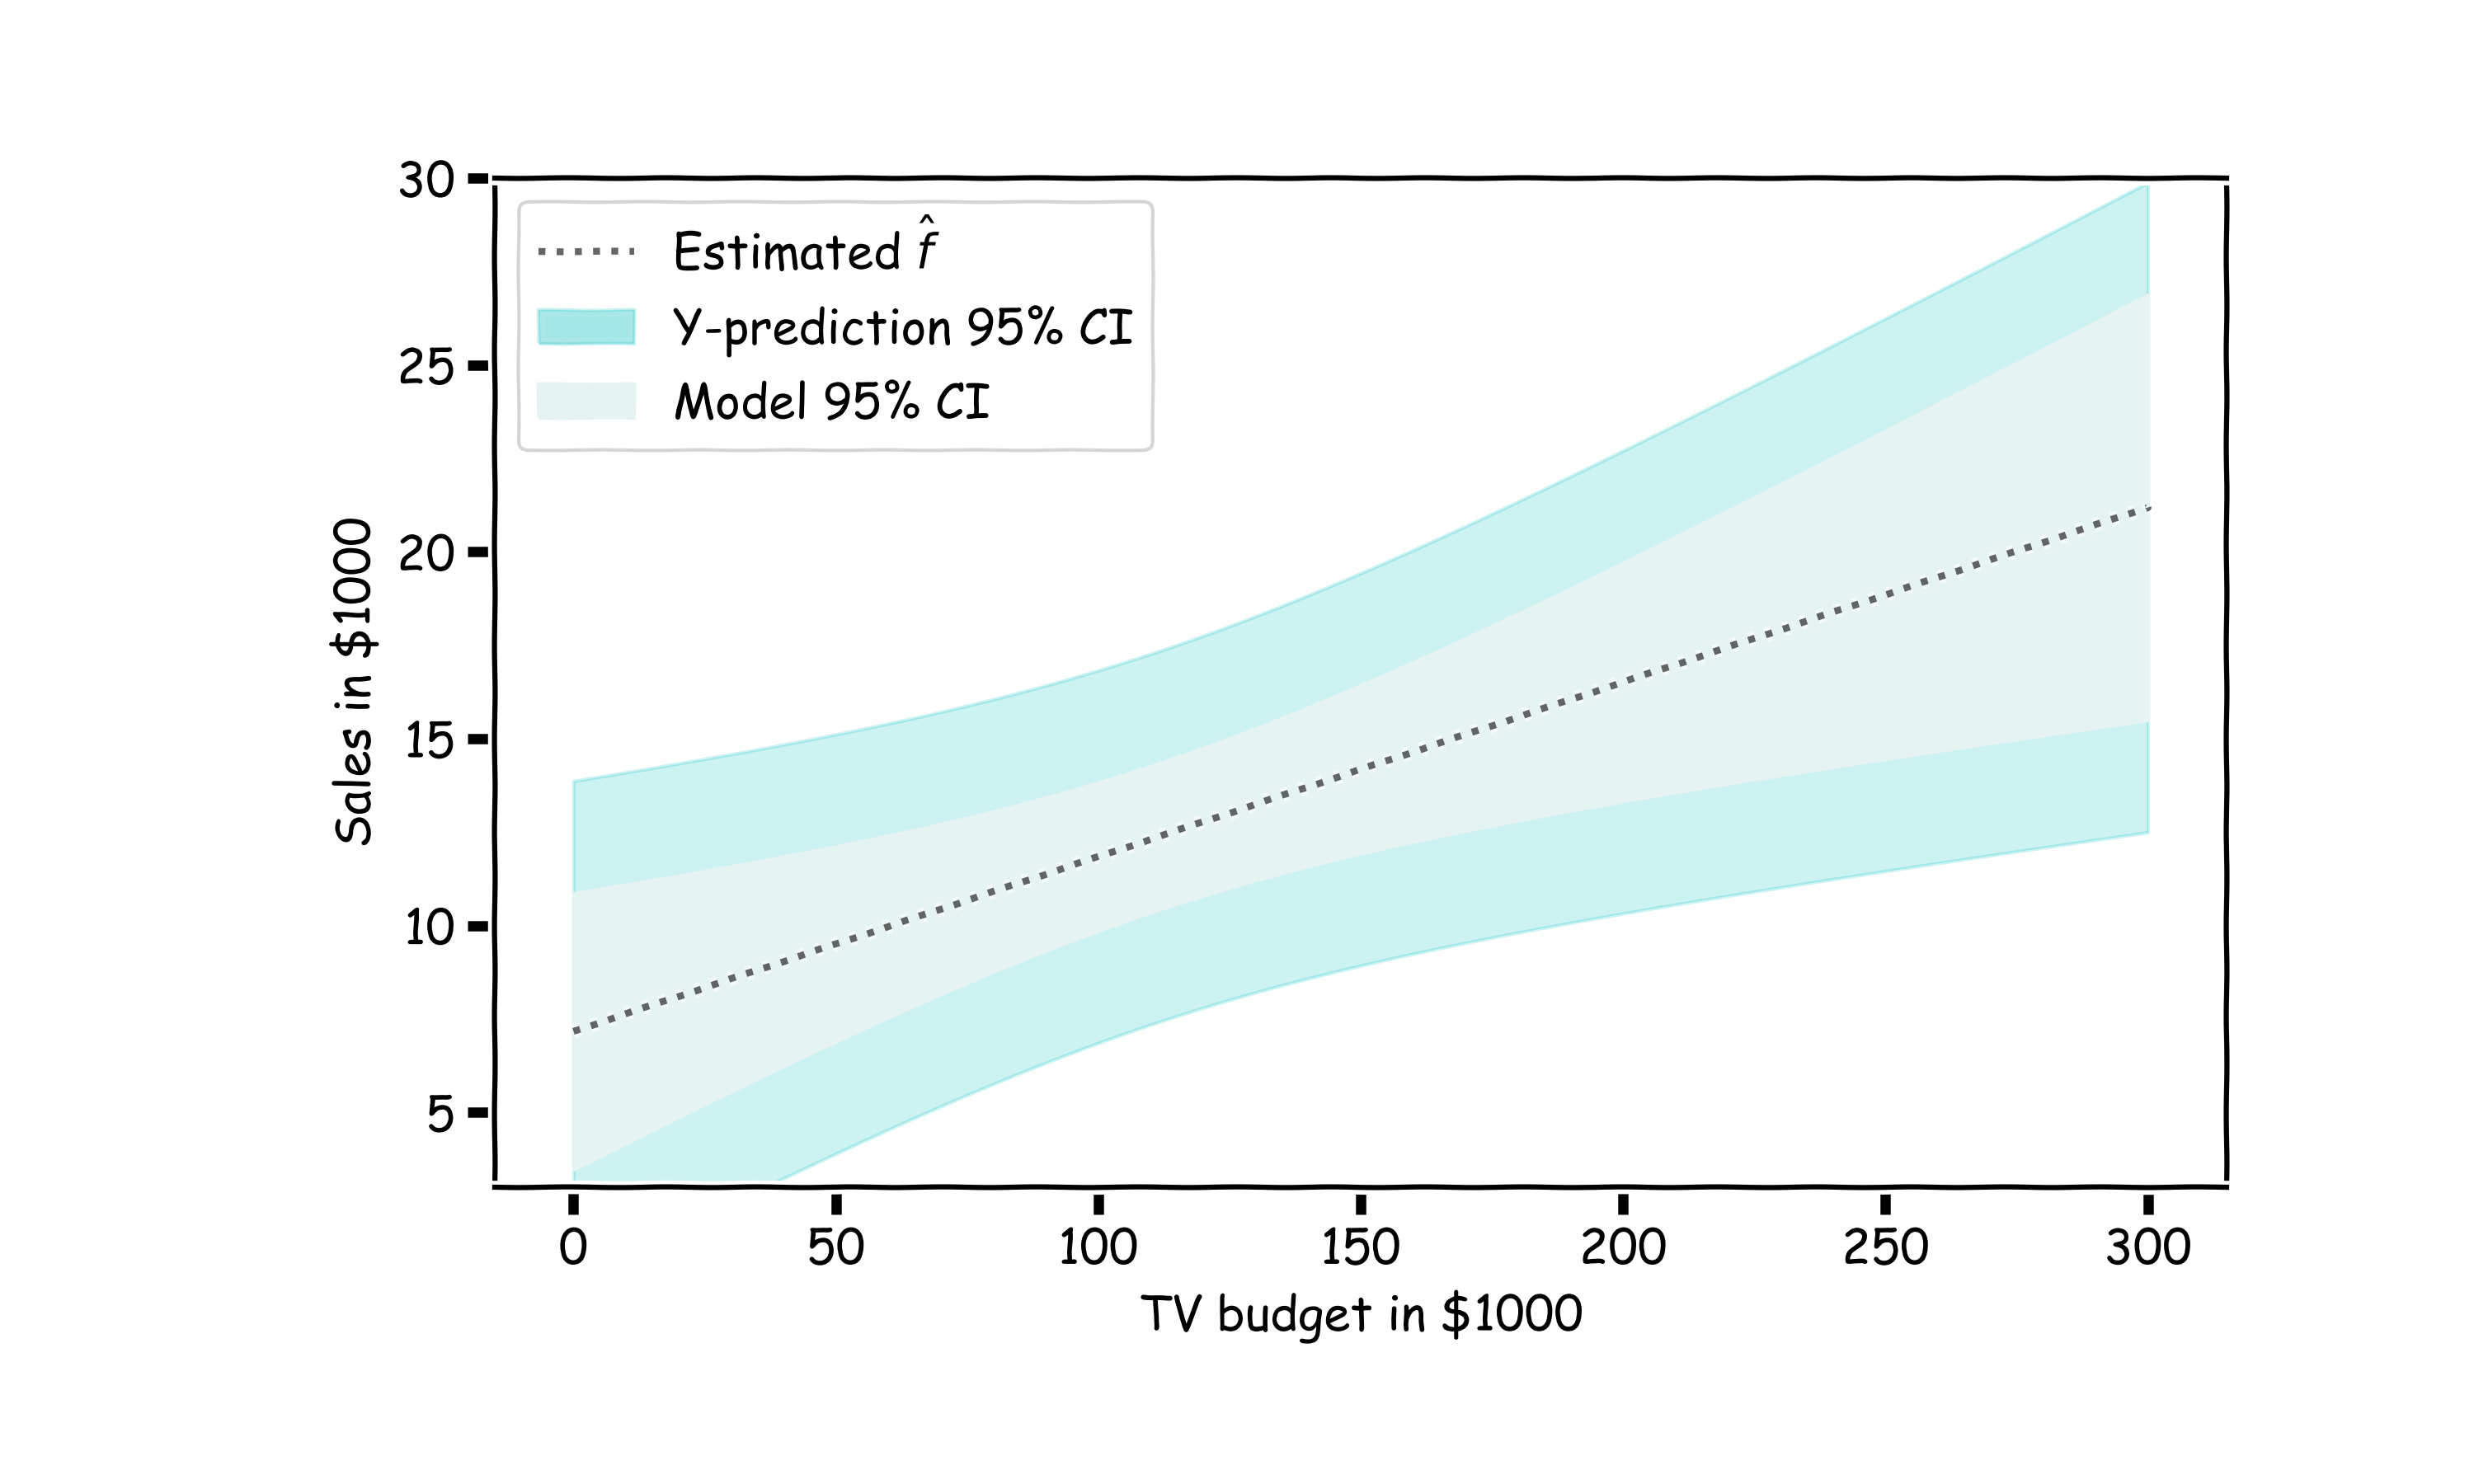 30
25
20
15
10
5
Sales in $1000
Estimated f̂
Y-prediction 95% CI
Model 95% CI
0 50 100 150 200 250 300
TV budget in $1000